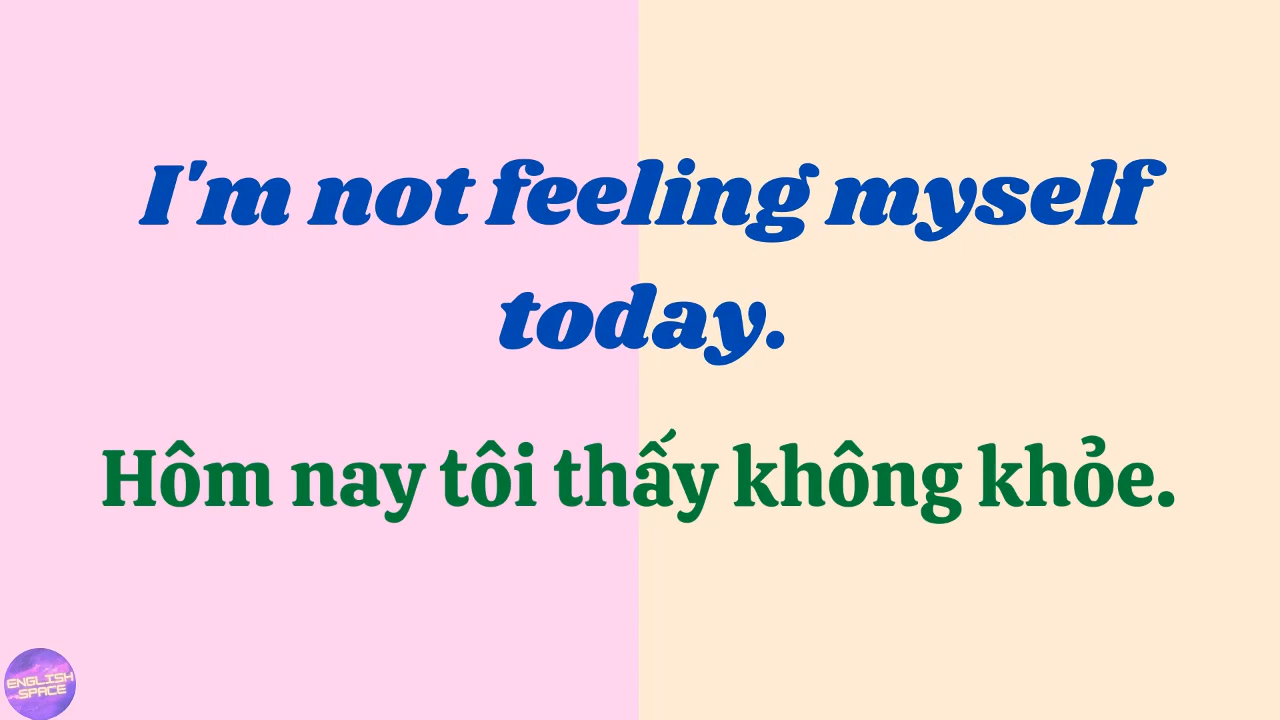 I'm not feeling myself
today.
Hôm nay tôi thấy không khỏe.
ENGLISH
SPACE